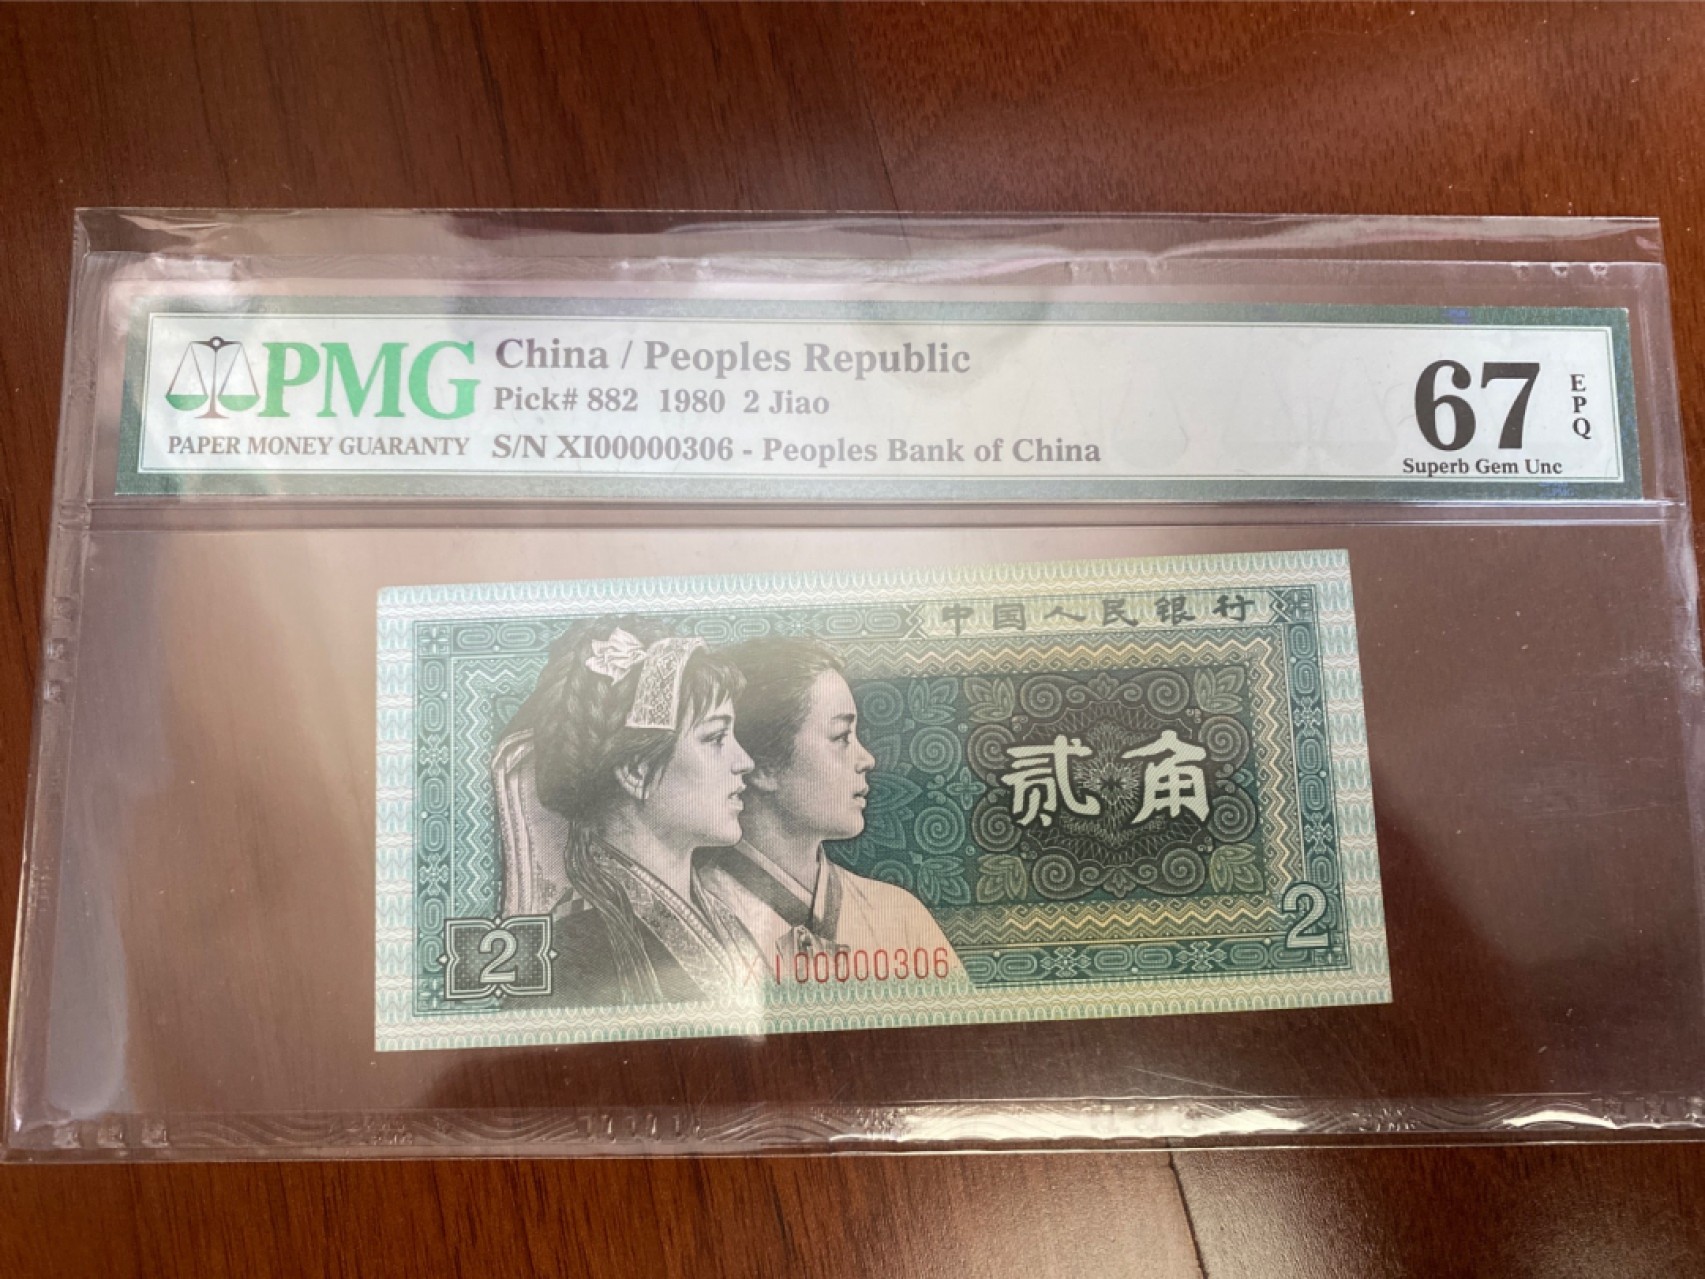 PMG
PAPER MONEY GUARANTY
China / Peoples Republic
Pick# 882 1980 2 Jiao
S/N XI00000306 - Peoples Bank of China
67
EPQ
Superb Gem Unc
中国人民银行
贰角
2
2
XI00000306